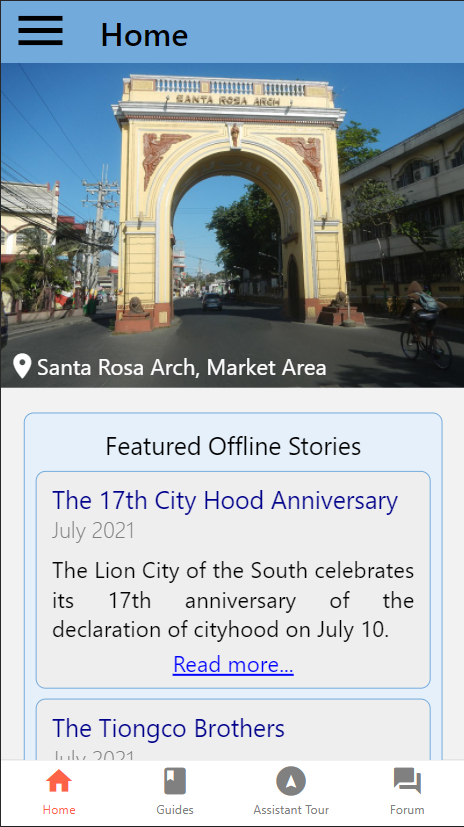 Home
SANTA ROSA ARCH
Santa Rosa Arch, Market Area
Featured Offline Stories
The 17th City Hood Anniversary
July 2021
The Lion City of the South celebrates
its 17th anniversary of the
declaration of cityhood on July 10.
Read more...
The Tiongco Brothers
July 2021
Home
Guides
Assistant Tour
Forum